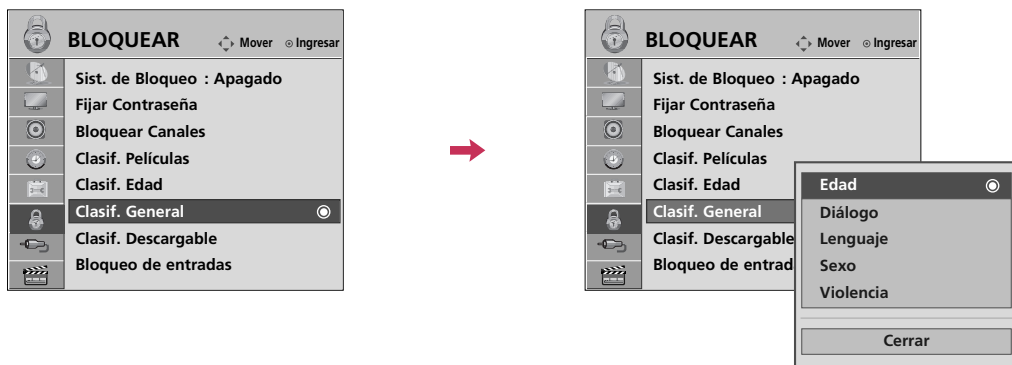 BLOQUEAR Mover Ingresar
Sist. de Bloqueo : Apagado
Fijar Contraseña
Bloquear Canales
Clasif. Películas
Clasif. Edad
Clasif. General
Clasif. Descargable
Bloqueo de entradas
BLOQUEAR Mover Ingresar
Sist. de Bloqueo : Apagado
Fijar Contraseña
Bloquear Canales
Clasif. Películas
Clasif. Edad
Clasif. General
Clasif. Descargable
Bloqueo de entrad
Edad
Diálogo
Lenguaje
Sexo
Violencia
Cerrar